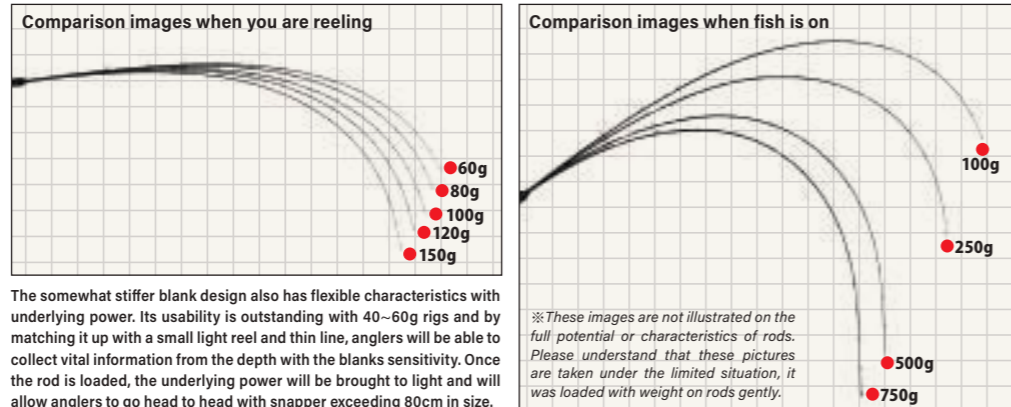 Comparison images when you are reeling
60g
80g
100g
120g
150g
The somewhat stiffer blank design also has flexible characteristics with
underlying power. Its usability is outstanding with 40~60g rigs and by
matching it up with a small light reel and thin line, anglers will be able to
collect vital information from the depth with the blanks sensitivity. Once
the rod is loaded, the underlying power will be brought to light and will
allow anglers to go head to head with snapper exceeding 80cm in size.
Comparison images when fish is on
100g
250g
500g
750g
※These images are not illustrated on the
full potential or characteristics of rods.
Please understand that these pictures
are taken under the limited situation, it
was loaded with weight on rods gently.